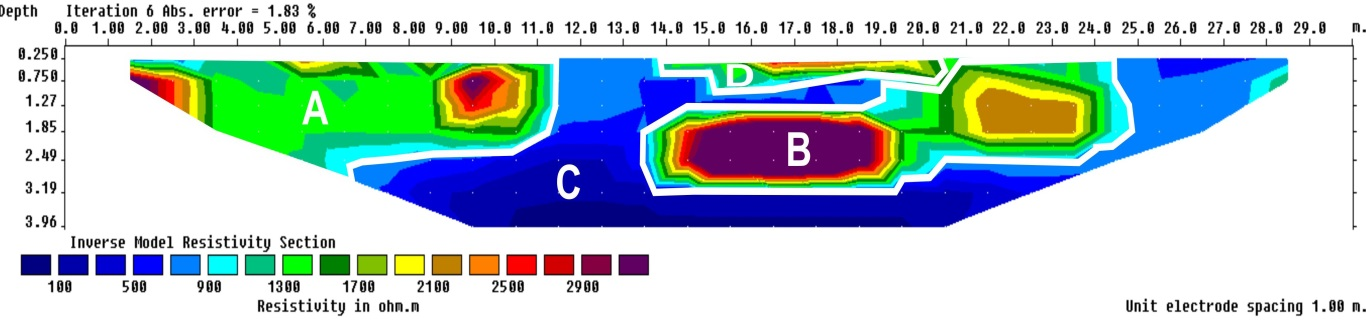 Depth Iteration 6 Abs. error = 1.83 %
0.0 1.00 2.00 3.00 4.00 5.00 6.00 7.00 8.00 9.00 10.0 11.0 12.0 13.0 14.0 15.0 16.0 17.0 18.0 19.0 20.0 21.0 22.0 23.0 24.0 25.0 26.0 27.0 28.0 29.0 m.
0.250
D
0.750
A
1.27
1.85
B
2.49
C
3.19
3.96
Inverse Model Resistivity Section
100 500 900 1300 1700 2100 2500 2900
Resistivity in ohm.m
Unit electrode spacing 1.00 m.